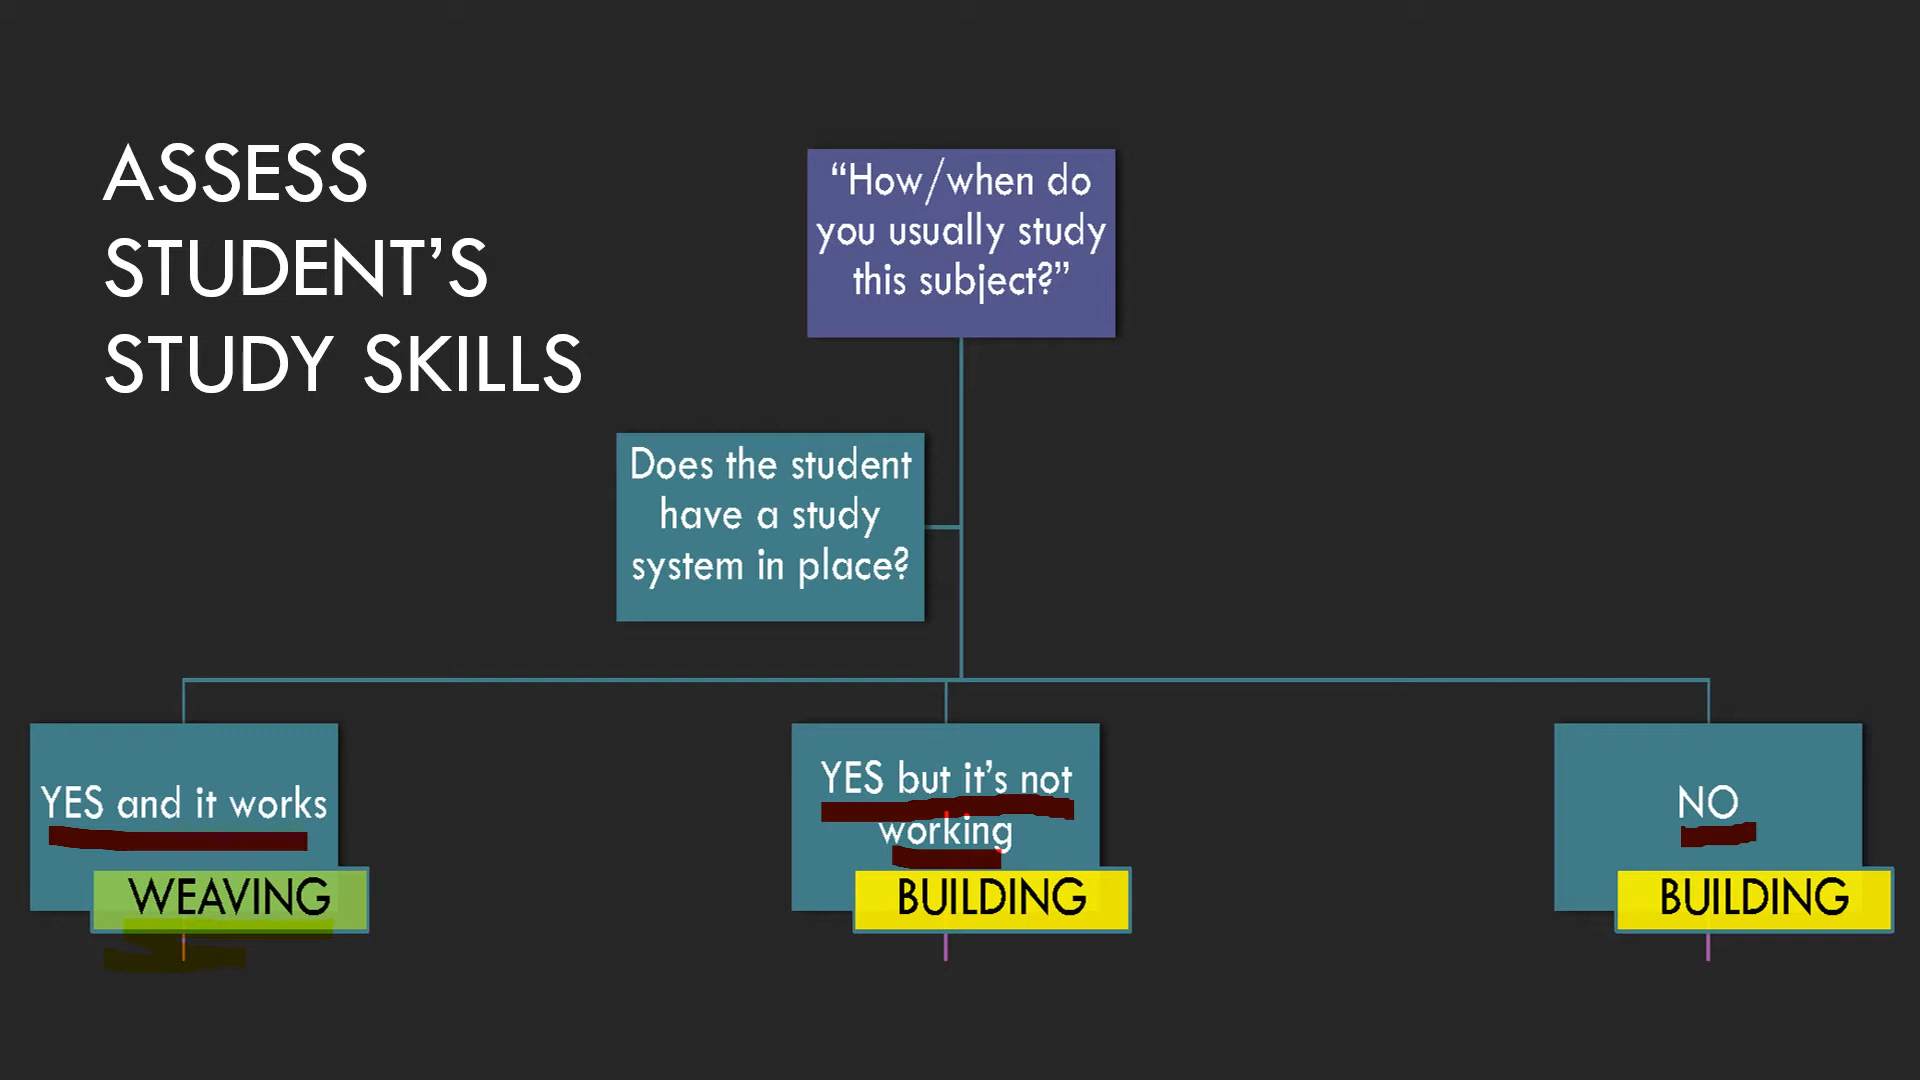 ASSESS
STUDENT’S
STUDY SKILLS
“How/when do
you usually study
this subject?”
Does the student
have a study
system in place?
YES and it works
WEAVING
YES but it’s not
working
BUILDING
NO
BUILDING